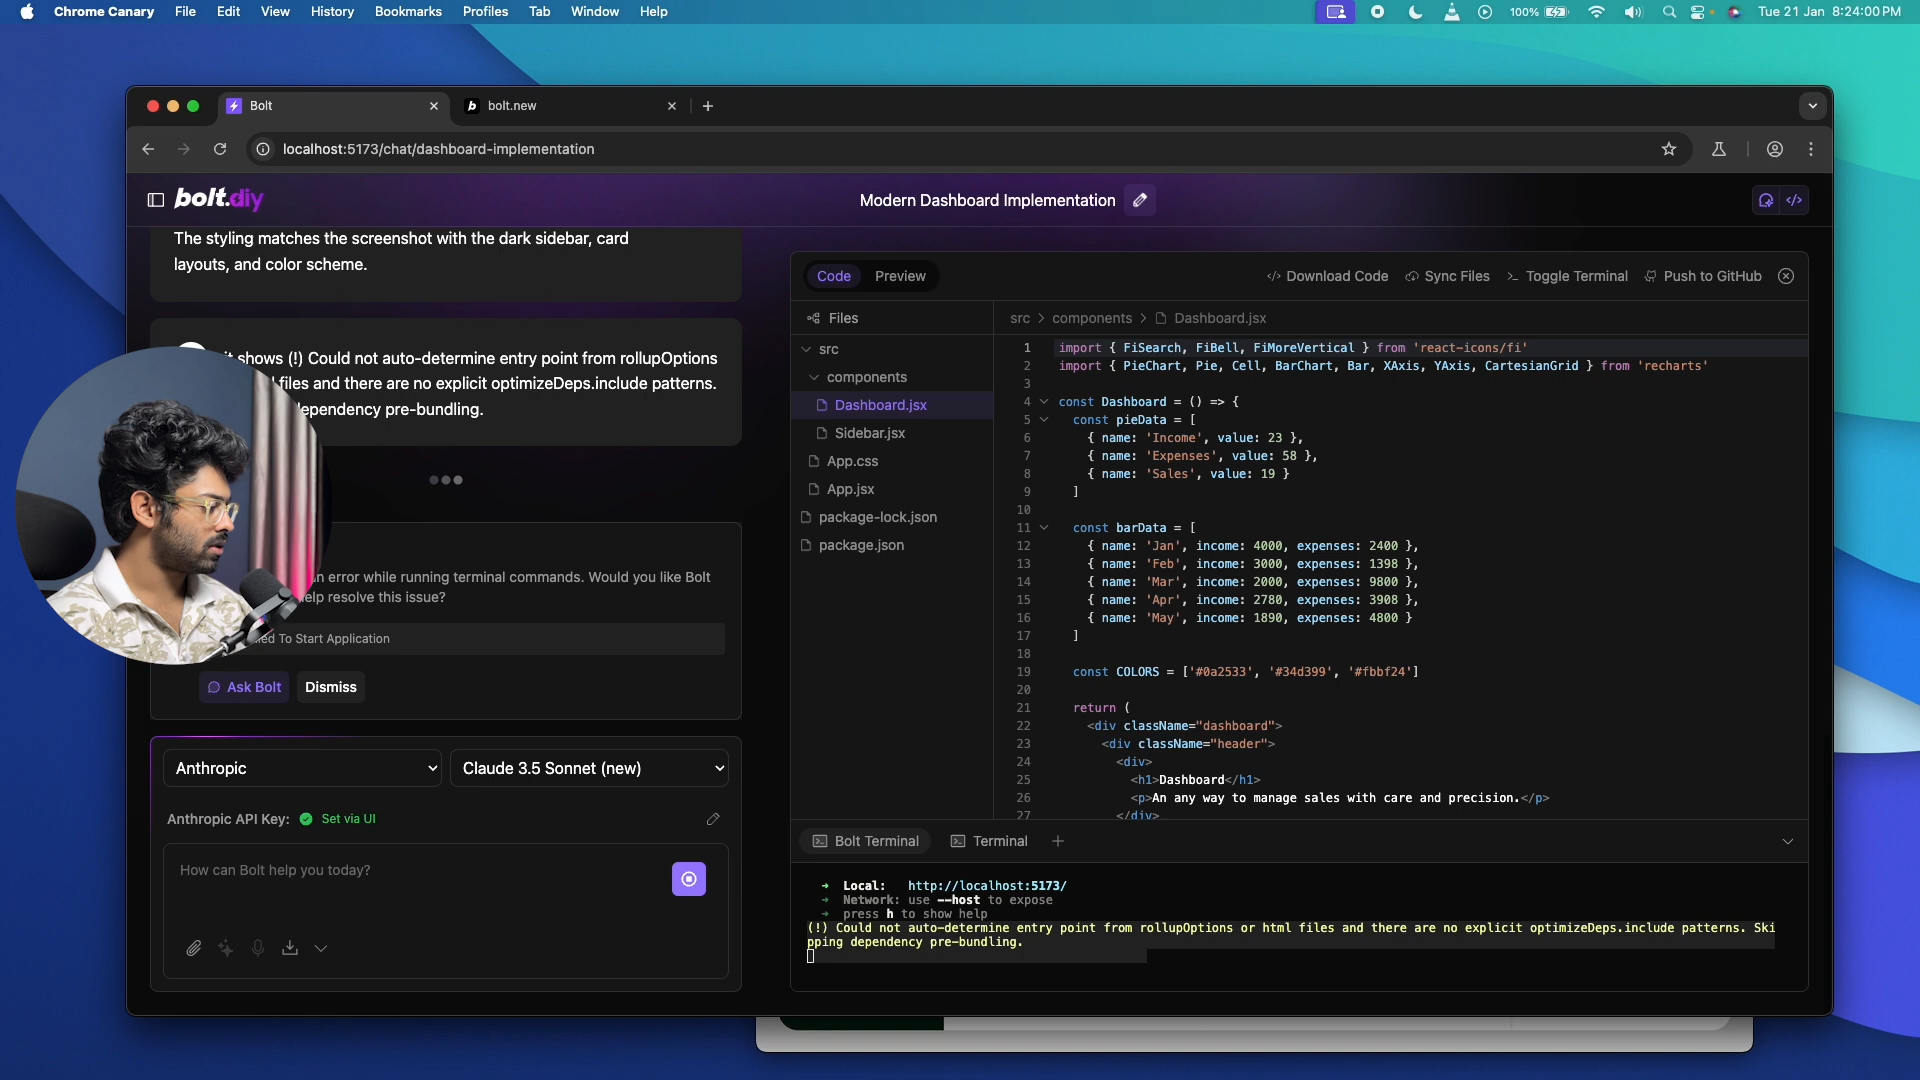 Chrome Canary File Edit View History Bookmarks Profiles Tab Window Help
100% Tue 21 Jan 8:24:00 PM
Bolt
bolt.new
localhost:5173/chat/dashboard-implementation
bolt.diy
Modern Dashboard Implementation
The styling matches the screenshot with the dark sidebar, card
layouts, and color scheme.
shows (!) Could not auto-determine entry point from rollupOptions
files and there are no explicit optimizeDeps.include patterns.
dependency pre-bundling.
error while running terminal commands. Would you like Bolt
resolve this issue?
To Start Application
Ask Bolt
Dismiss
Anthropic
Claude 3.5 Sonnet (new)
Anthropic API Key: Set via UI
How can Bolt help you today?
Code Preview
Download Code
Sync Files
Toggle Terminal
Push to GitHub
Files
src
components
Dashboard.jsx
Sidebar.jsx
App.css
App.jsx
package-lock.json
package.json
src > components > Dashboard.jsx
1 import { FiSearch, FiBell, FiMoreVertical } from 'react-icons/fi'
2 import { PieChart, Pie, Cell, BarChart, Bar, XAxis, YAxis, CartesianGrid } from 'recharts'
3
4 const Dashboard = () => {
5 const pieData = [
6 { name: 'Income', value: 23 },
7 { name: 'Expenses', value: 58 },
8 { name: 'Sales', value: 19 }
9 ]
10
11 const barData = [
12 { name: 'Jan', income: 4000, expenses: 2400 },
13 { name: 'Feb', income: 3000, expenses: 1398 },
14 { name: 'Mar', income: 2000, expenses: 9800 },
15 { name: 'Apr', income: 2780, expenses: 3908 },
16 { name: 'May', income: 1890, expenses: 4800 }
17 ]
18
19 const COLORS = ['#0a2533', '#34d399', '#fbbf24']
20
21 return (
22 <div className="dashboard">
23 <div className="header">
24 <div>
25 <h1>Dashboard</h1>
26 <p>An any way to manage sales with care and precision.</p>
27 </div>
Bolt Terminal
Terminal
➜ Local: http://localhost:5173/
➜ Network: use --host to expose
➜ press h to show help
(!) Could not auto-determine entry point from rollupOptions or html files and there are no explicit optimizeDeps.include patterns. Ski
pping dependency pre-bundling.